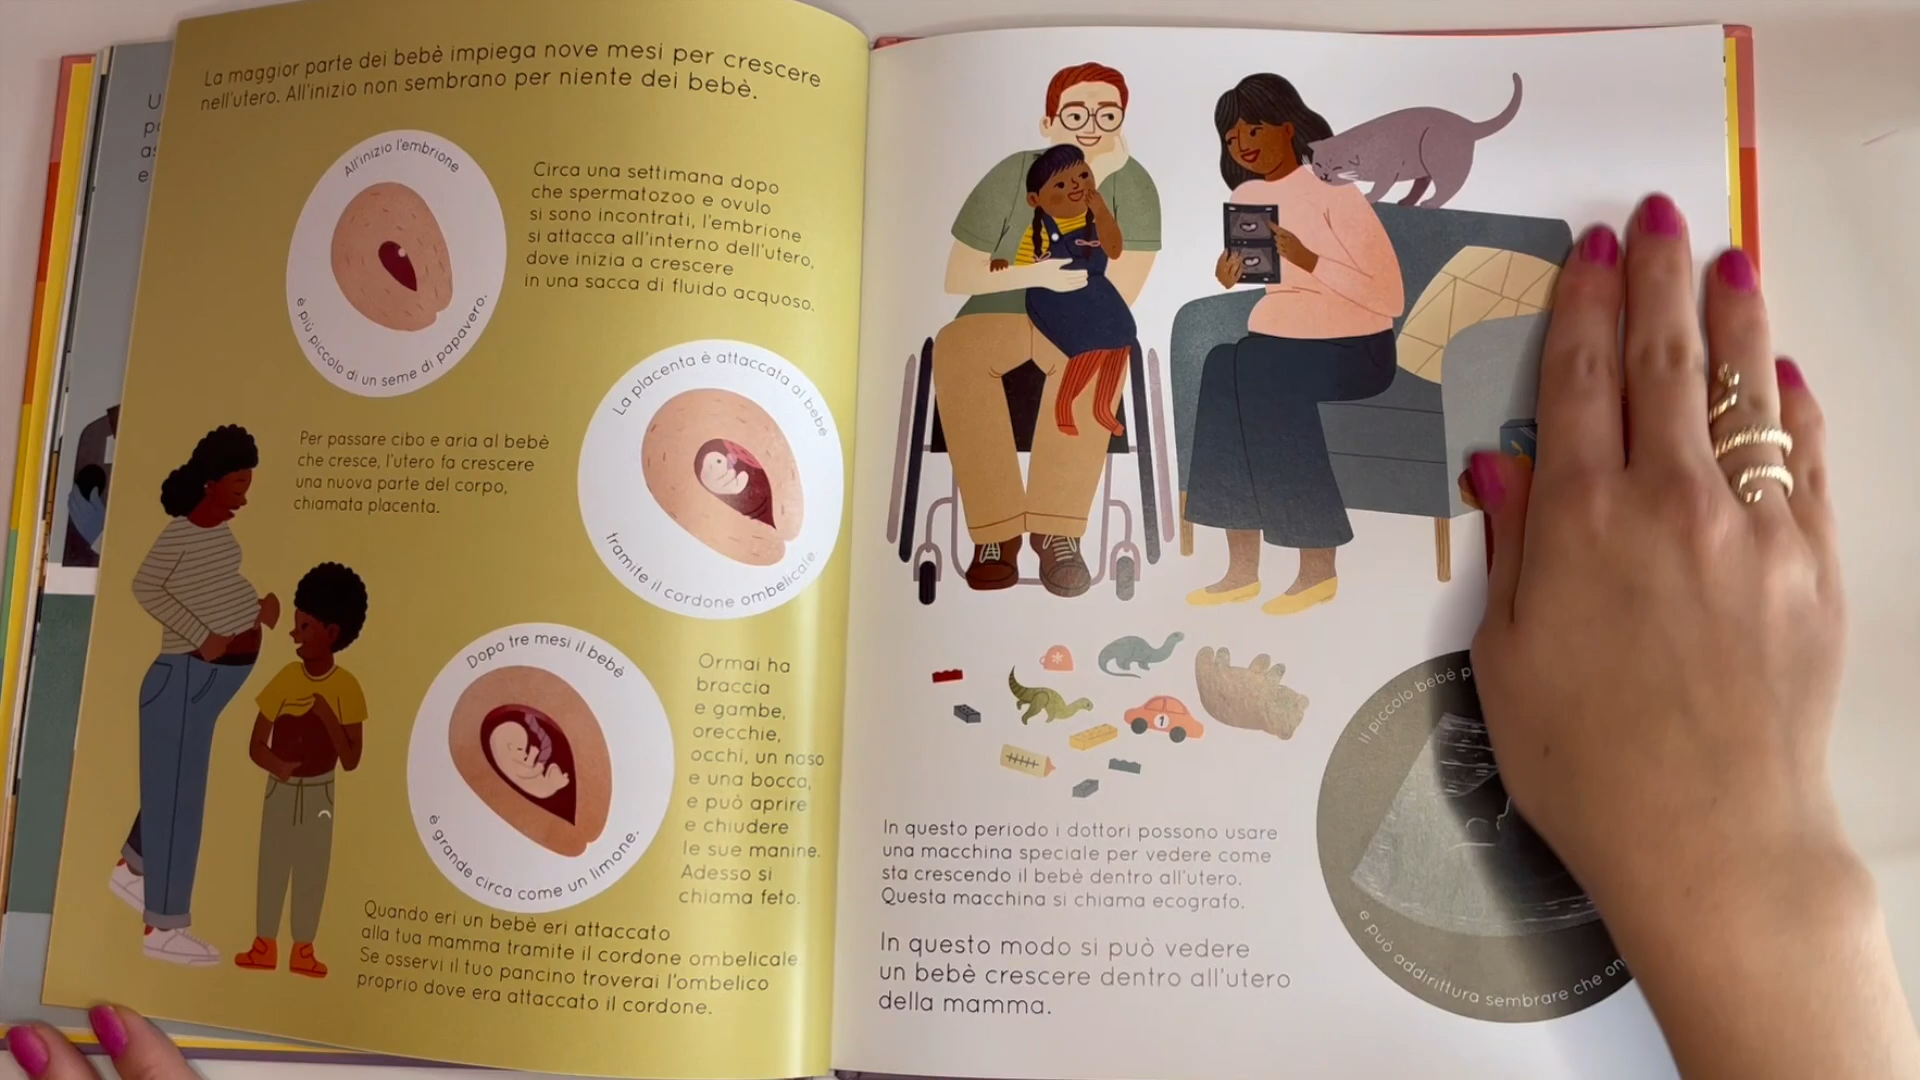 La maggior parte dei bebè impiega nove mesi per crescere
nell'utero. All'inizio non sembrano per niente dei bebè.
All'inizio l'embrione
è più piccolo di un seme di papavero.
Circa una settimana dopo
che spermatozoo e ovulo
si sono incontrati, l'embrione
si attacca all'interno dell'utero,
dove inizia a crescere
in una sacca di fluido acquoso.
La placenta è attaccata al bebè
tramite il cordone ombelicale.
Per passare cibo e aria al bebè
che cresce, l'utero fa crescere
una nuova parte del corpo,
chiamata placenta.
Dopo tre mesi il bebè
è grande circa come un limone.
Ormai ha
braccia
e gambe,
orecchie,
occhi, un naso
e una bocca,
e può aprire
e chiudere
le sue manine.
Adesso si
chiama feto.
Quando eri un bebè eri attaccato
alla tua mamma tramite il cordone ombelicale.
Se osservi il tuo pancino troverai l'ombelico
proprio dove era attaccato il cordone.
1
In questo periodo i dottori possono usare
una macchina speciale per vedere come
sta crescendo il bebè dentro all'utero.
Questa macchina si chiama ecografo.
In questo modo si può vedere
un bebè crescere dentro all'utero
della mamma.
Il piccolo bebè
e può addirittura sembrare che